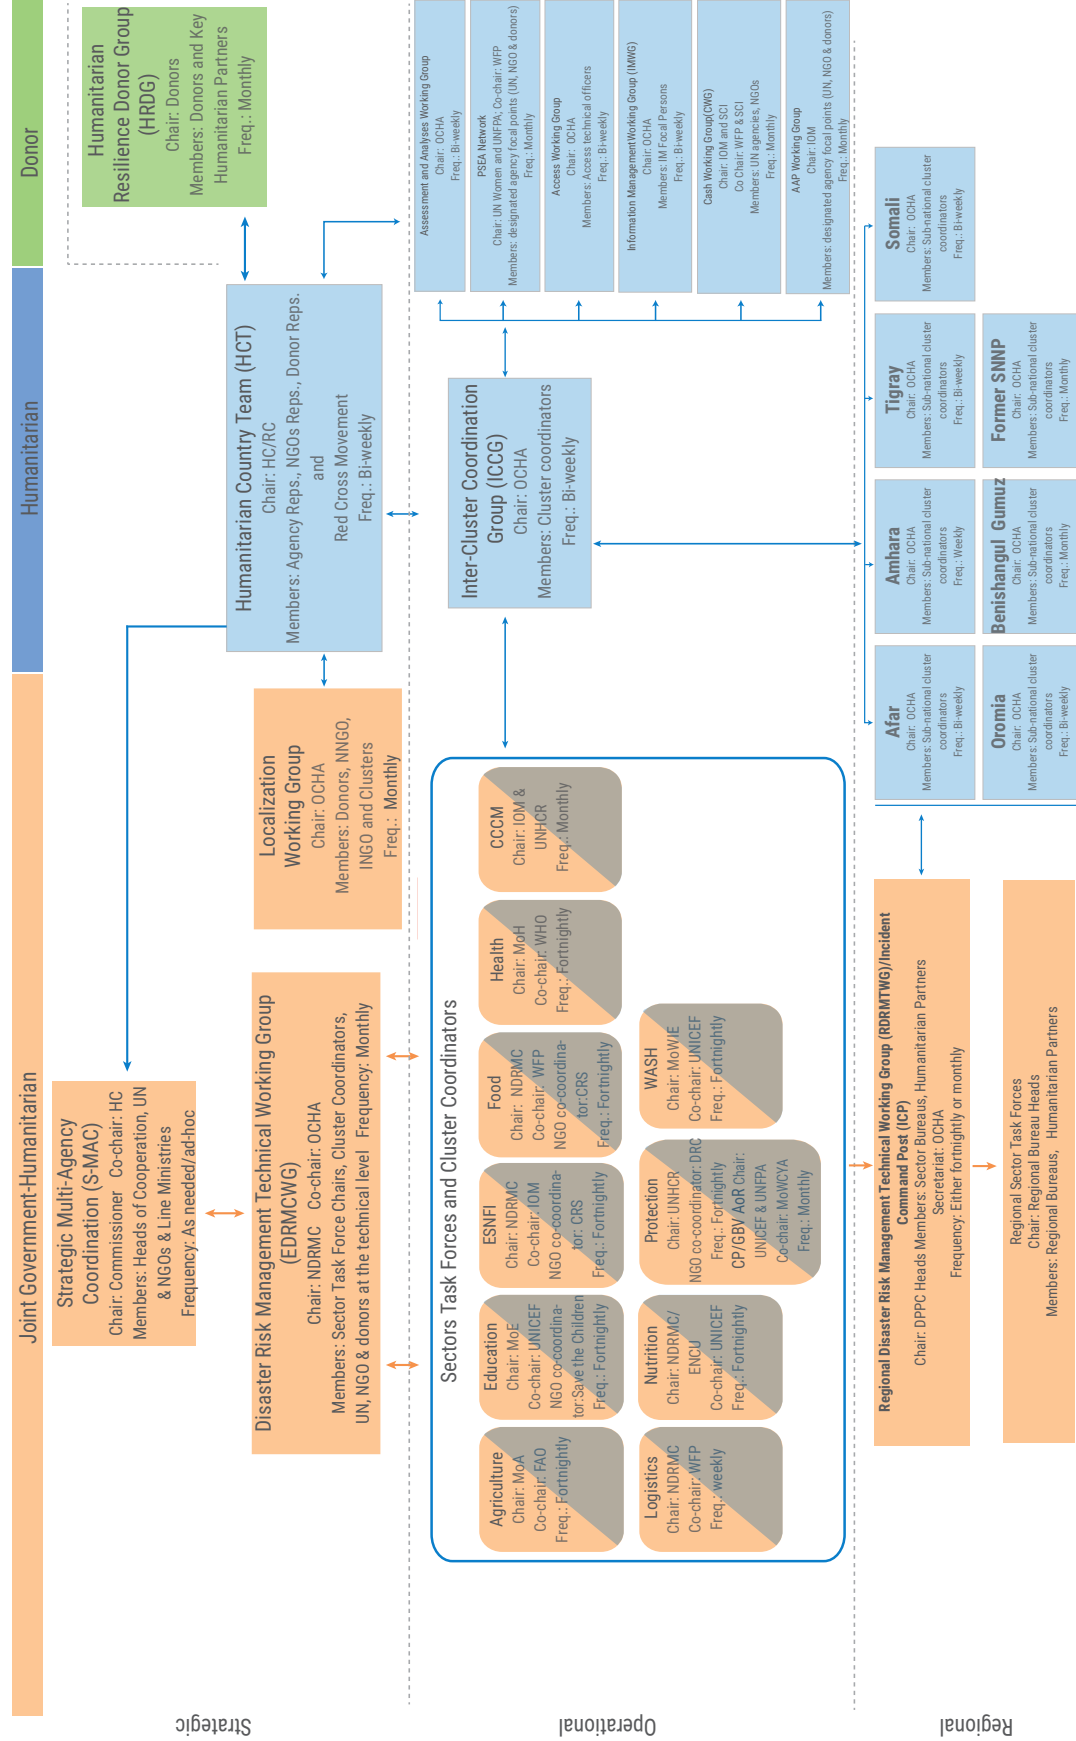 Joint Government-Humanitarian
Humanitarian
Donor
Strategic
Strategic Multi-Agency
Coordination (S-MAC)
Chair: Commissioner Co-chair: HC
Members: Heads of Cooperation, UN
& NGOs & Line Ministries
Frequency: As needed/ad-hoc
Disaster Risk Management Technical Working Group
(EDRMCWG)
Chair: NDRMC Co-chair: OCHA
Members: Sector Task Force Chairs, Cluster Coordinators,
UN, NGO & donors at the technical level Frequency: Monthly
Localization
Working Group
Chair: OCHA
Members: Donors, NNGO,
INGO and Clusters
Freq.: Monthly
Humanitarian Country Team (HCT)
Chair: HC/RC
Members: Agency Reps., NGOs Reps., Donor Reps.
and
Red Cross Movement
Freq.: Bi-weekly
Humanitarian
Resilience Donor Group
(HRDG)
Chair: Donors
Members: Donors and Key
Humanitarian Partners
Freq.: Monthly
Operational
Sectors Task Forces and Cluster Coordinators
Agriculture
Chair: MoA
Co-chair: FAO
Freq.: Fortnightly
Education
Chair: MoE
Co-chair: UNICEF
NGO co-coordina-
tor:Save the Children
Freq.: Fortnightly
ESNFI
Chair: NDRMC
Co-chair: IOM
NGO co-coordina-
tor: CRS
Freq.: Fortnightly
Food
Chair: NDRMC
Co-chair: WFP
NGO co-coordina-
tor:CRS
Freq.: Fortnightly
Health
Chair: MoH
Co-chair: WHO
Freq.: Fortnightly
CCCM
Chair: IOM &
UNHCR
Freq.: Monthly
Logistics
Chair: NDRMC
Co-chair: WFP
Freq.: weekly
Nutrition
Chair: NDRMC/
ENCU
Co-chair: UNICEF
Freq.: Fortnightly
Protection
Chair: UNHCR
NGO co-coordinator: DRC
Freq.: Fortnightly
CP/GBV AoR Chair:
UNICEF & UNFPA
Co-chair: MoWCYA
Freq.: Monthly
WASH
Chair: MoWIE
Co-chair: UNICEF
Freq.: Fortnightly
Inter-Cluster Coordination
Group (ICCG)
Chair: OCHA
Members: Cluster coordinators
Freq.: Bi-weekly
Assessment and Analyses Working Group
Chair: OCHA
Freq.: Bi-weekly
PSEA Network
Chair: UN Women and UNFPA; Co-chair: WFP
Members: designated agency focal points (UN, NGO & donors)
Freq.: Monthly
Access Working Group
Chair: OCHA
Members: Access technical officers
Freq.: Bi-weekly
Information ManagementWorking Group (IMWG)
Chair: OCHA
Members: IM Focal Persons
Freq.: Bi-weekly
Cash Working Group(CWG)
Chair: IOM and SCI
Co Chair: WFP & SCI
Members: UN agencies, NGOs
Freq.: Monthly
AAP Working Group
Chair: IOM
Members: designated agency focal points (UN, NGO & donors)
Freq.: Monthly
Regional
Regional Disaster Risk Management Technical Working Group (RDRMTWG)/Incident
Command Post (ICP)
Chair: DPPC Heads Members: Sector Bureaus, Humanitarian Partners
Secretariat: OCHA
Frequency: Either fortnightly or monthly
Regional Sector Task Forces
Chair: Regional Bureau Heads
Members: Regional Bureaus, Humanitarian Partners
Afar
Chair: OCHA
Members: Sub-national cluster
coordinators
Freq.: Bi-weekly
Amhara
Chair: OCHA
Members: Sub-national cluster
coordinators
Freq.: Weekly
Tigray
Chair: OCHA
Members: Sub-national cluster
coordinators
Freq.: Bi-weekly
Somali
Chair: OCHA
Members: Sub-national cluster
coordinators
Freq.: Bi-weekly
Oromia
Chair: OCHA
Members: Sub-national cluster
coordinators
Freq.: Bi-weekly
Benishangul Gumuz
Chair: OCHA
Members: Sub-national cluster
coordinators
Freq.: Monthly
Former SNNP
Chair: OCHA
Members: Sub-national cluster
coordinators
Freq.: Monthly